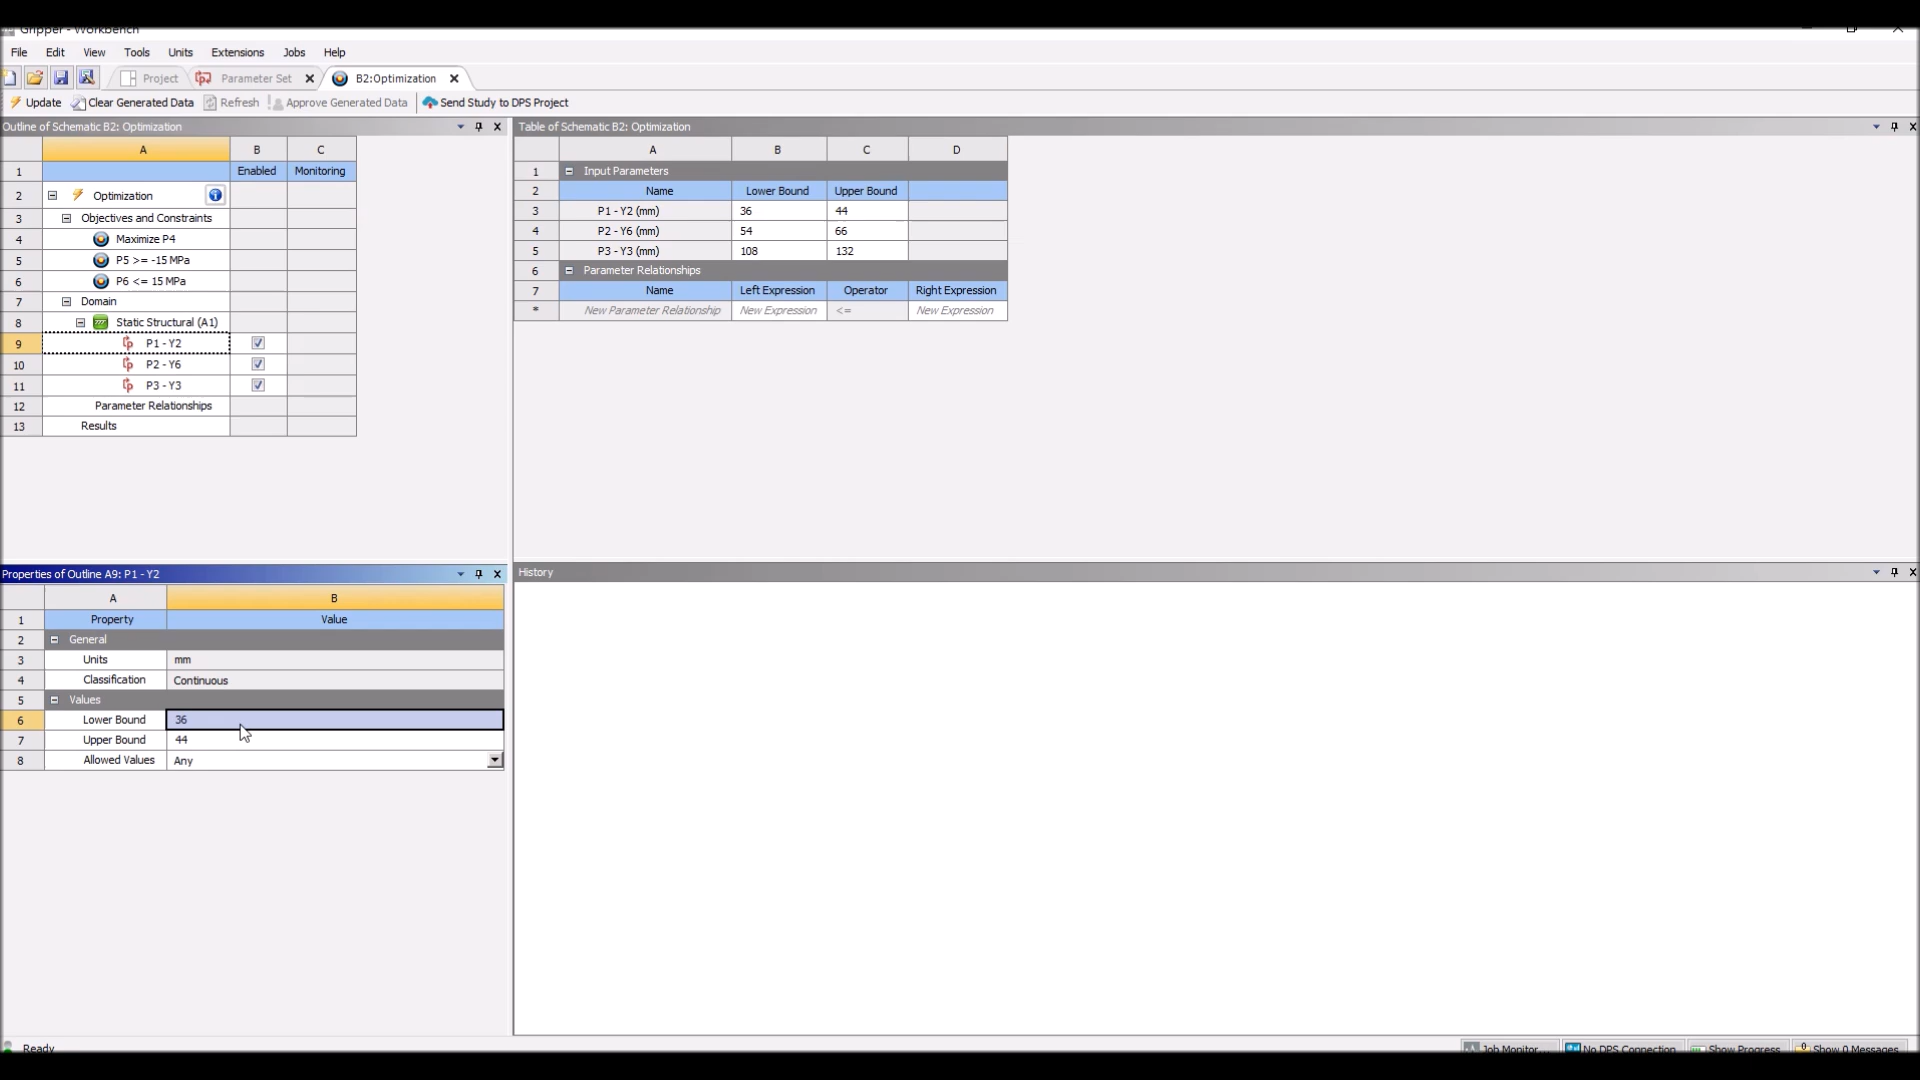 Gripper - Workbench
File Edit View Tools Units Extensions Jobs Help
Project Parameter Set B2:Optimization
Update Clear Generated Data Refresh Approve Generated Data Send Study to DPS Project
Outline of Schematic B2: Optimization
A B C
1 Enabled Monitoring
2 Optimization
3 Objectives and Constraints
4 Maximize P4
5 P5 >= -15 MPa
6 P6 <= 15 MPa
7 Domain
8 Static Structural (A1)
9 P1 - Y2
10 P2 - Y6
11 P3 - Y3
12 Parameter Relationships
13 Results
Table of Schematic B2: Optimization
A B C D
1 Input Parameters
2 Name Lower Bound Upper Bound
3 P1 - Y2 (mm) 36 44
4 P2 - Y6 (mm) 54 66
5 P3 - Y3 (mm) 108 132
6 Parameter Relationships
7 Name Left Expression Operator Right Expression
* New Parameter Relationship New Expression <= New Expression
Properties of Outline A9: P1 - Y2
A B
1 Property Value
2 General
3 Units mm
4 Classification Continuous
5 Values
6 Lower Bound 36
7 Upper Bound 44
8 Allowed Values Any
History
Ready
Job Monitor... No DPS Connection Show Progress Show 0 Messages